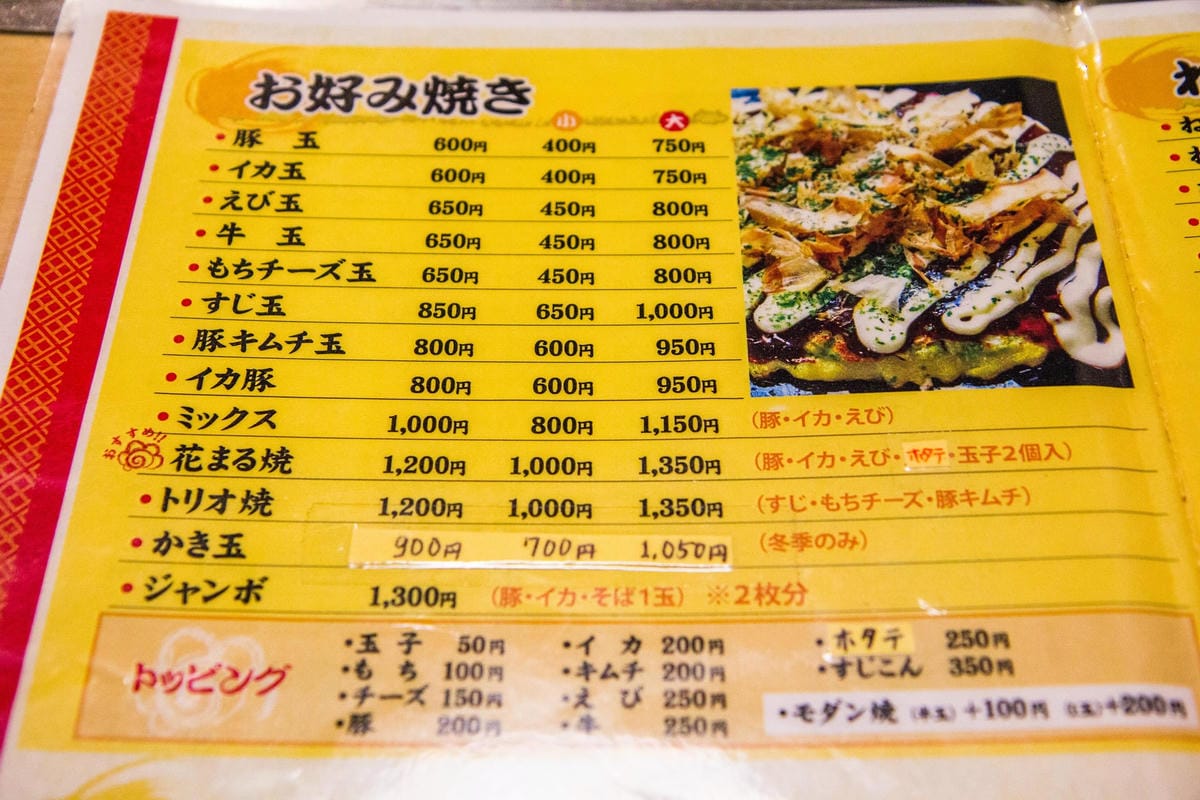 お好み焼き
小 大
・豚玉 600円 400円 750円
・イカ玉 600円 400円 750円
・えび玉 650円 450円 800円
・牛玉 650円 450円 800円
・もちチーズ玉 650円 450円 800円
・すじ玉 850円 650円 1,000円
・豚キムチ玉 800円 600円 950円
・イカ豚 800円 600円 950円
・ミックス 1,000円 800円 1,150円 (豚・イカ・えび)
おすすめ!! 花まる焼 1,200円 1,000円 1,350円 (豚・イカ・えび・ホタテ・玉子2個入)
・トリオ焼 1,200円 1,000円 1,350円 (すじ・もちチーズ・豚キムチ)
・かき玉 900円 700円 1,050円 (冬季のみ)
・ジャンボ 1,300円 (豚・イカ・そば1玉) ※2枚分
トッピング
・玉子 50円 ・イカ 200円 ・ホタテ 250円
・もち 100円 ・キムチ 200円 ・すじこん 350円
・チーズ 150円 ・えび 250円
・モダン焼 (半玉)+100円 (1玉)+200円
・豚 200円 ・牛 250円